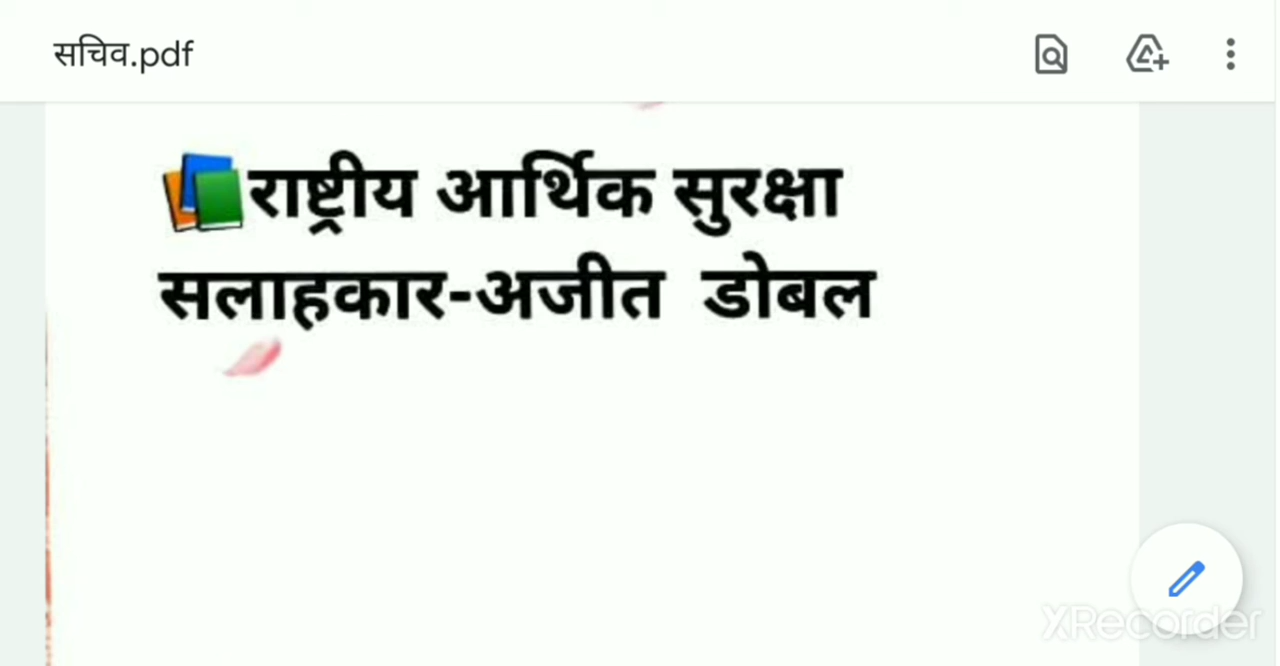 सचिव.pdf
राष्ट्रीय आर्थिक सुरक्षा
सलाहकार-अजीत डोबल
XRecorder